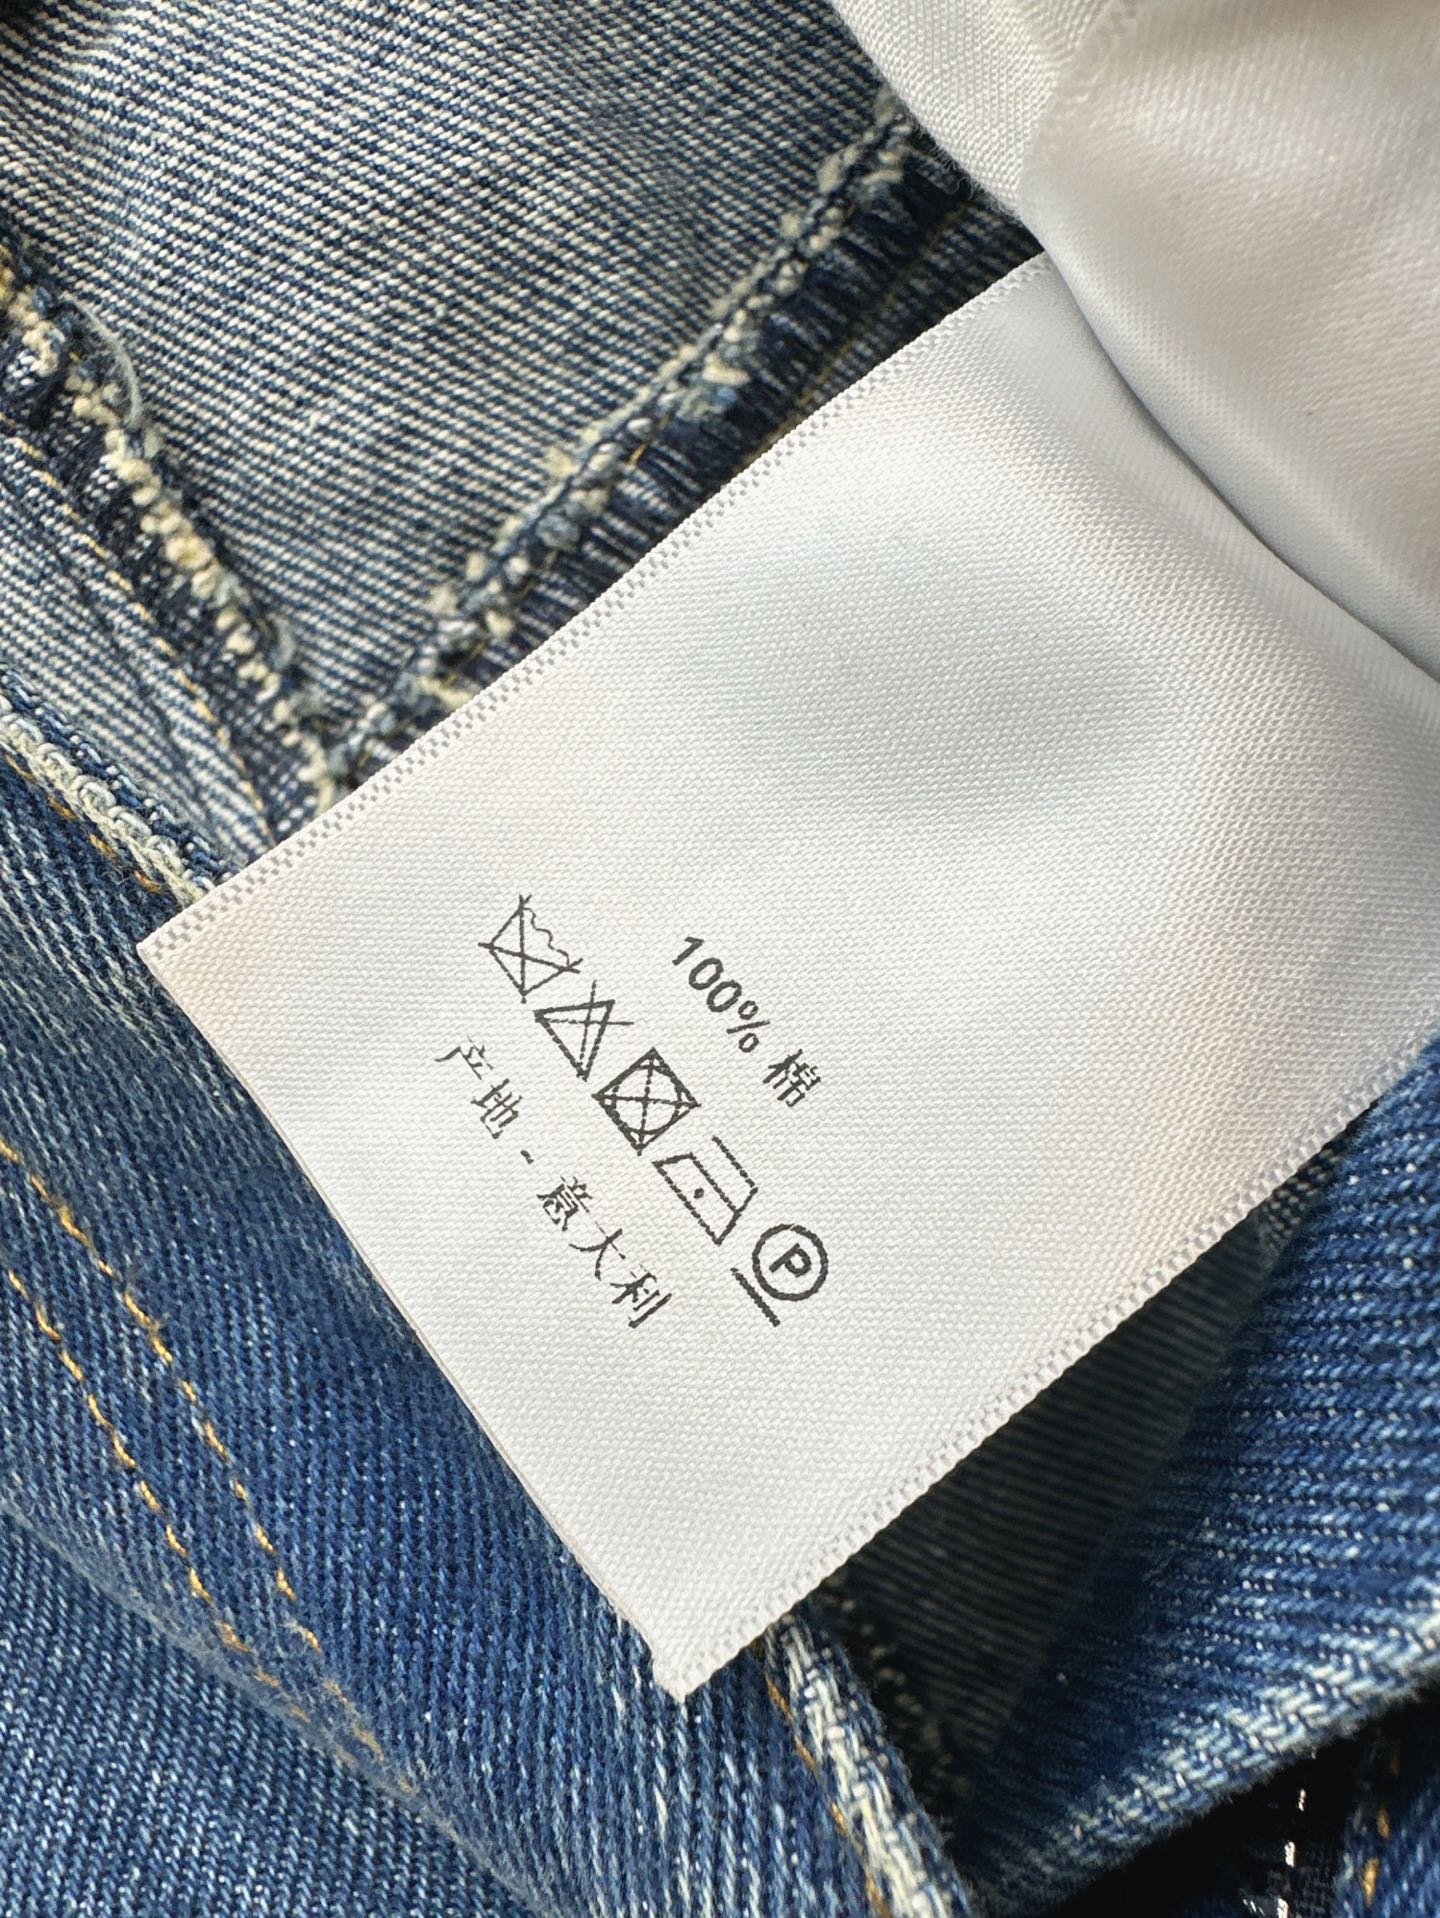 100% 棉
P
产地 - 意大利